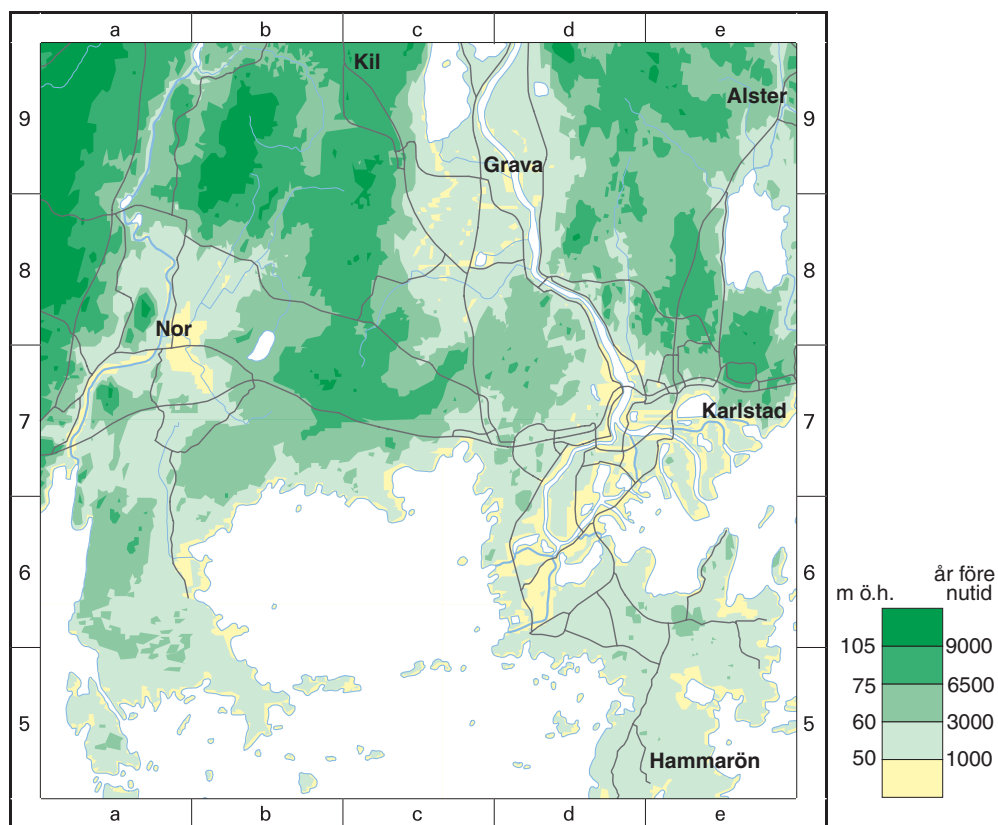 a b c d e
Kil
Alster
9 9
Grava
8 8
Nor
Karlstad
7 7
6 6
5 5
Hammarön
a b c d e
m ö.h.
år före
nutid
105 9000
75 6500
60 3000
50 1000